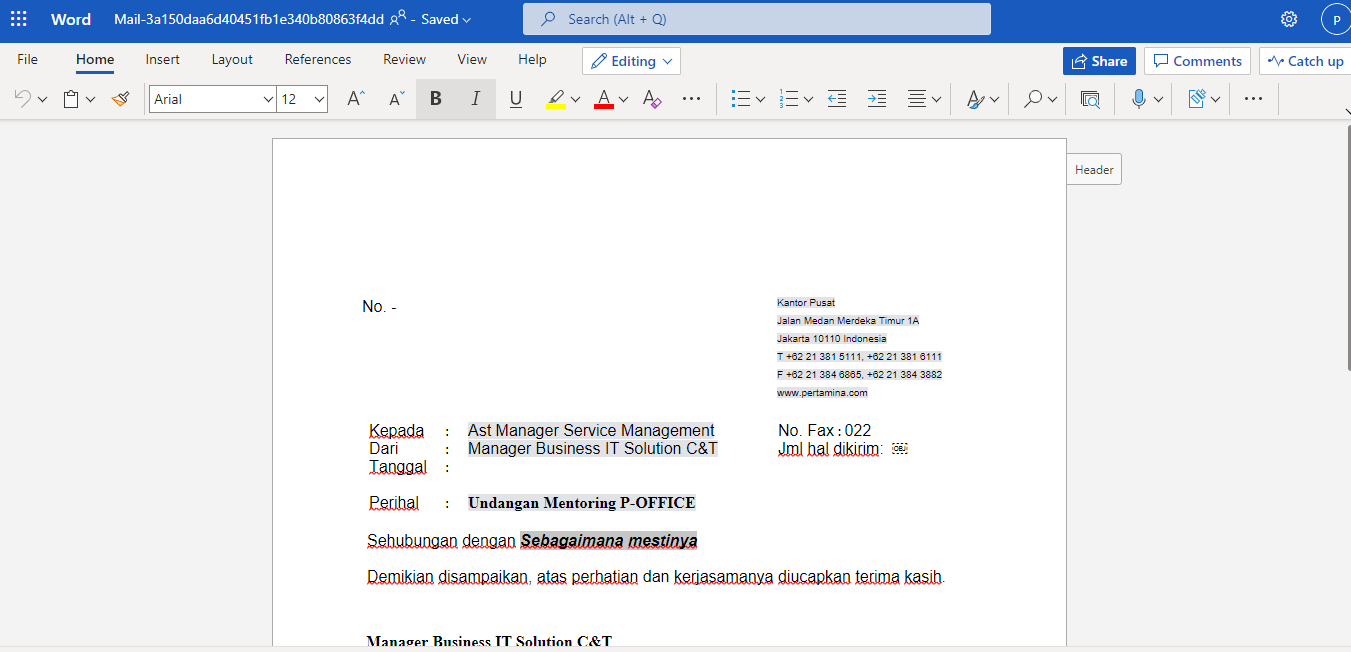 Word Mail-3a150daa6d40451fb1e340b80863f4dd - Saved Search (Alt + Q) P
File Home Insert Layout References Review View Help Editing Share Comments Catch up
Arial 12 A A B I U A A
Header
No. -
Kantor Pusat
Jalan Medan Merdeka Timur 1A
Jakarta 10110 Indonesia
T +62 21 381 5111, +62 21 381 6111
F +62 21 384 6865, +62 21 384 3882
www.pertamina.com
Kepada : Ast Manager Service Management No. Fax : 022
Dari : Manager Business IT Solution C&T Jml hal dikirim: OBJ
Tanggal :
Perihal : Undangan Mentoring P-OFFICE
Sehubungan dengan Sebagaimana mestinya
Demikian disampaikan, atas perhatian dan kerjasamanya diucapkan terima kasih.
Manager Business IT Solution C&T